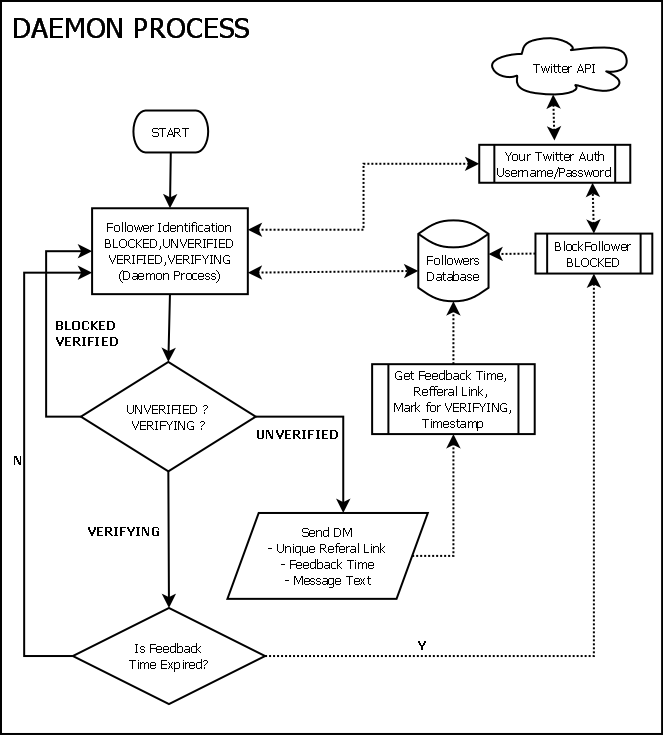 DAEMON PROCESS
Twitter API
START
Your Twitter Auth
Username/Password
Follower Identification
BLOCKED,UNVERIFIED
VERIFIED,VERIFYING
(Daemon Process)
Followers
Database
BlockFollower
BLOCKED
BLOCKED
VERIFIED
Get Feedback Time,
Refferal Link,
Mark for VERIFYING,
Timestamp
UNVERIFIED ?
VERIFYING ?
UNVERIFIED
N
VERIFYING
Send DM
- Unique Referal Link
- Feedback Time
- Message Text
Is Feedback
Time Expired?
Y